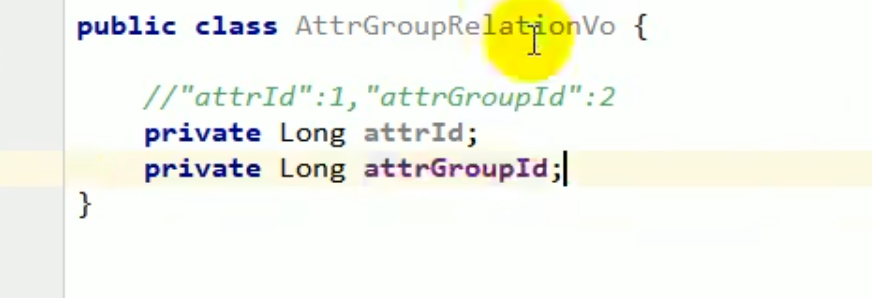 public class AttrGroupRelationVo {
//"attrId":1,"attrGroupId":2
private Long attrId;
private Long attrGroupId;
}